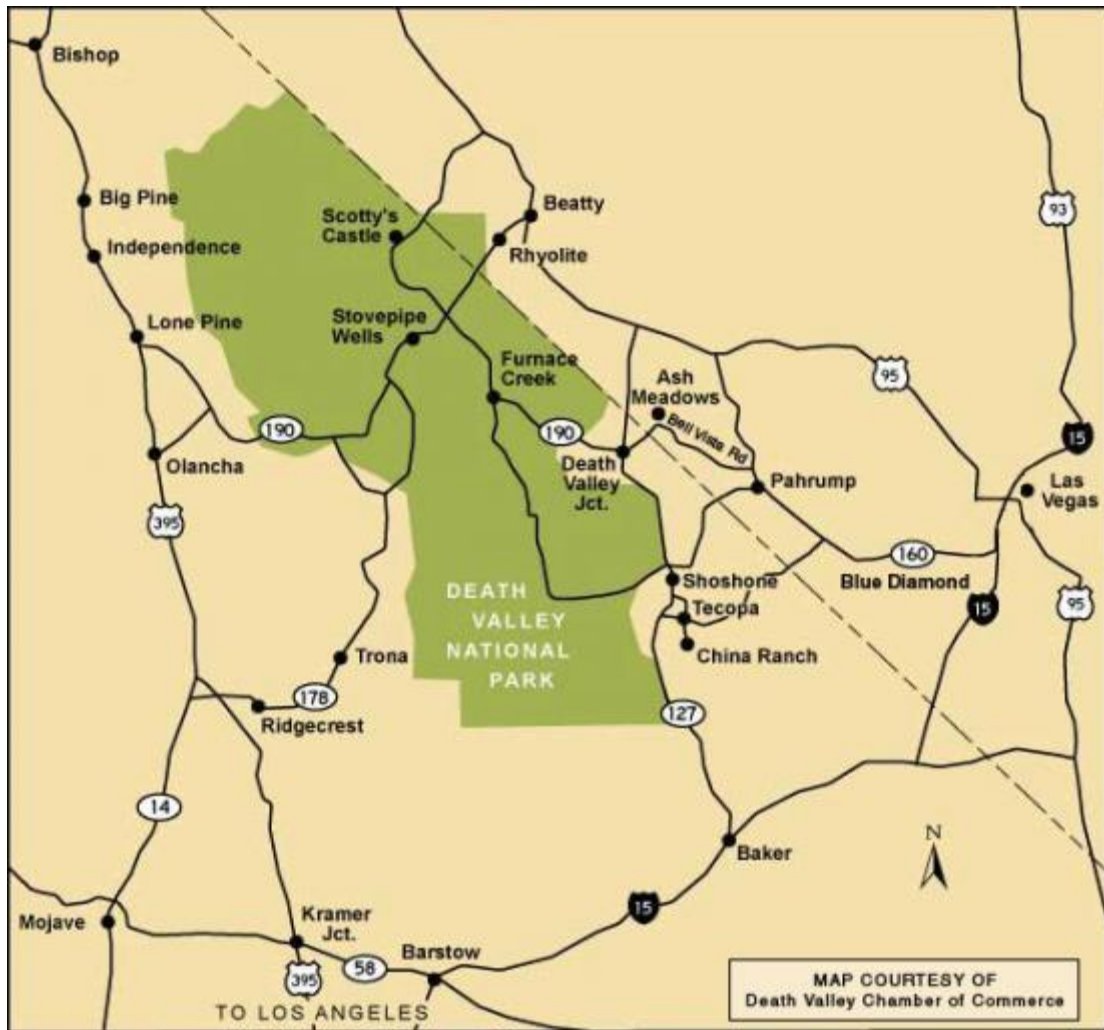 Bishop
Big Pine
Independence
Lone Pine
Scotty's
Castle
Beatty
Rhyolite
93
Stovepipe
Wells
Furnace
Creek
Ash
Meadows
95
190
190
Bell Vista Rd
15
Olancha
Death
Valley
Jct.
Pahrump
Las
Vegas
395
160
Blue Diamond
Shoshone
15
95
Tecopa
DEATH
VALLEY
NATIONAL
PARK
China Ranch
Trona
178
Ridgecrest
127
14
Baker
N
15
Mojave
Kramer
Jct.
Barstow
58
395
TO LOS ANGELES
MAP COURTESY OF
Death Valley Chamber of Commerce